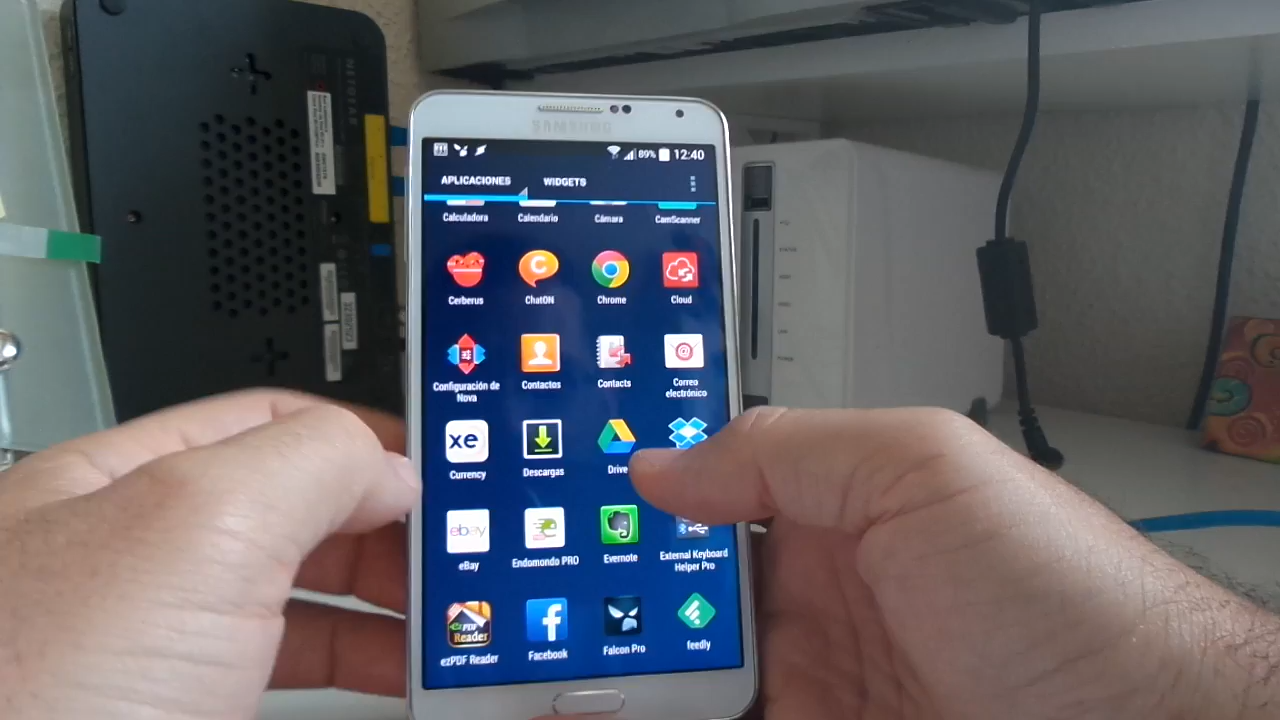 NETGEAR
SAMSUNG
89% 12:40
APLICACIONES WIDGETS
Calculadora Calendario Cámara CamScanner
C
Cerberus ChatON Chrome Cloud
@
Configuración de Nova Contactos Contacts Correo electrónico
xe
Currency Descargas Drive
ebay
eBay Endomondo PRO Evernote External Keyboard Helper Pro
ezPDF Reader
f
ezPDF Reader Facebook Falcon Pro feedly